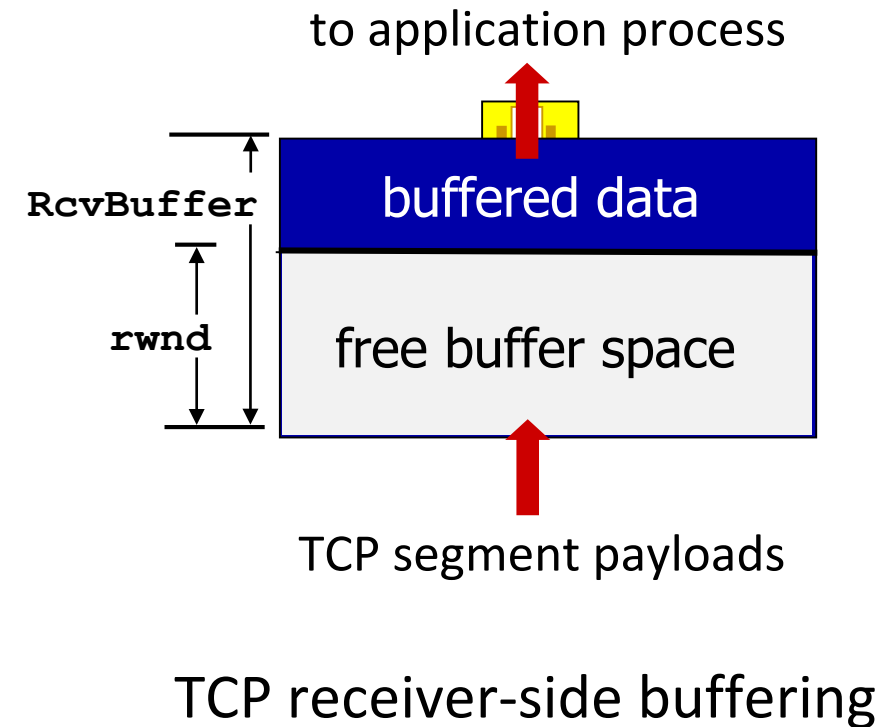 to application process
RcvBuffer
buffered data
rwnd
free buffer space
TCP segment payloads
TCP receiver-side buffering